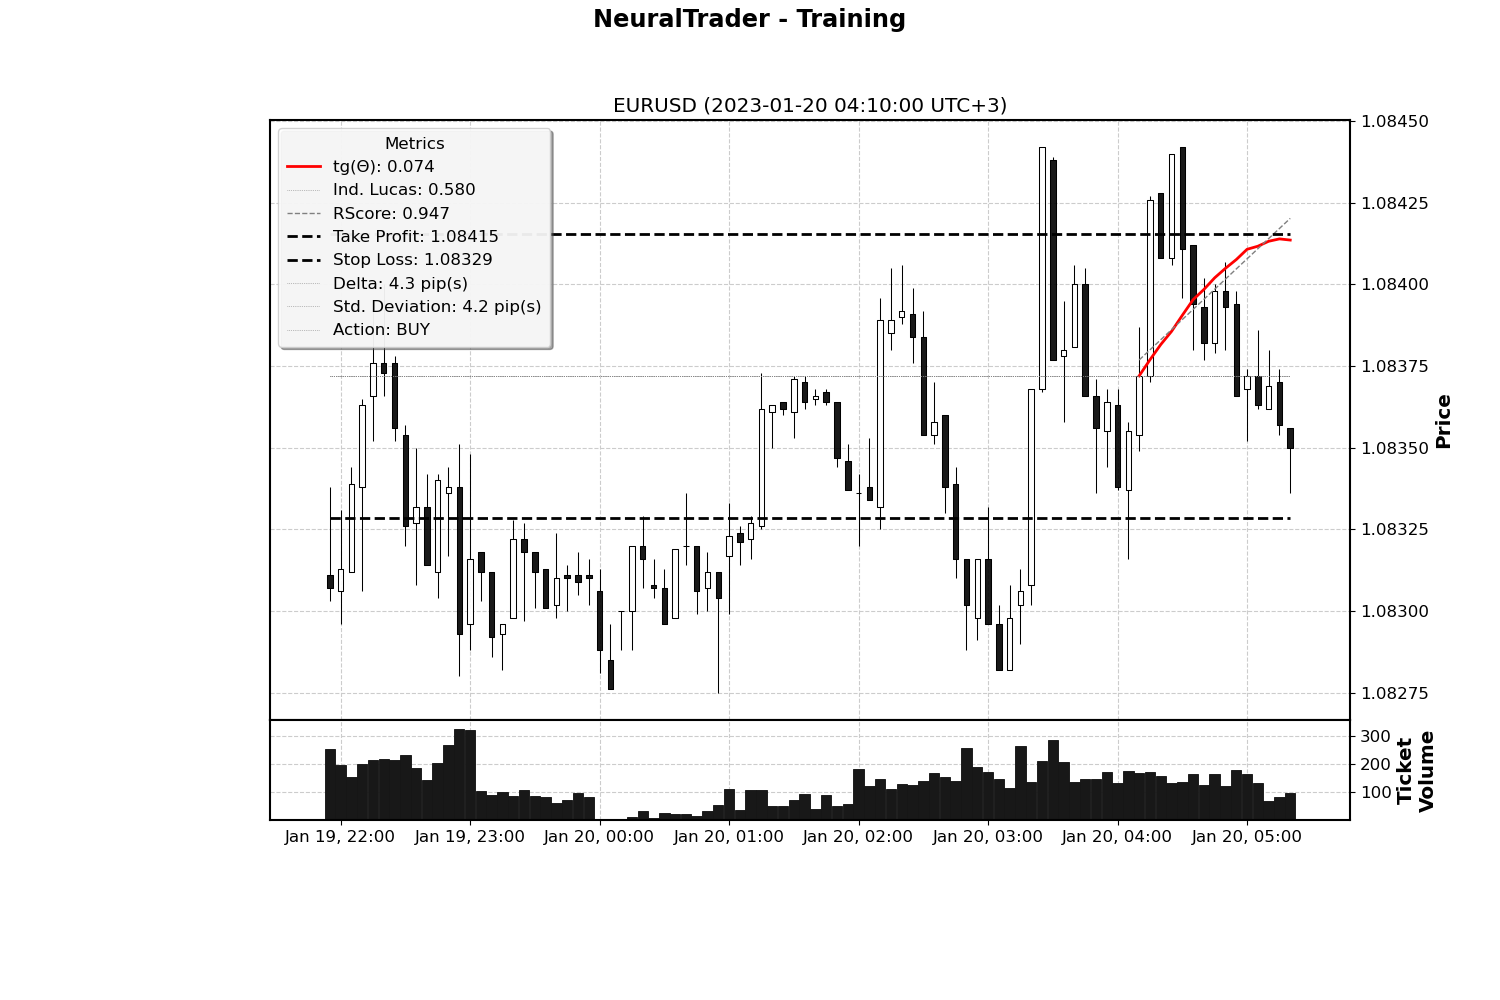 NeuralTrader - Training
EURUSD (2023-01-20 04:10:00 UTC+3)
Metrics
tg(Θ): 0.074
Ind. Lucas: 0.580
RScore: 0.947
Take Profit: 1.08415
Stop Loss: 1.08329
Delta: 4.3 pip(s)
Std. Deviation: 4.2 pip(s)
Action: BUY
1.08450
1.08425
1.08400
1.08375
1.08350
1.08325
1.08300
1.08275
Price
300
200
100
Ticket
Volume
Jan 19, 22:00
Jan 19, 23:00
Jan 20, 00:00
Jan 20, 01:00
Jan 20, 02:00
Jan 20, 03:00
Jan 20, 04:00
Jan 20, 05:00